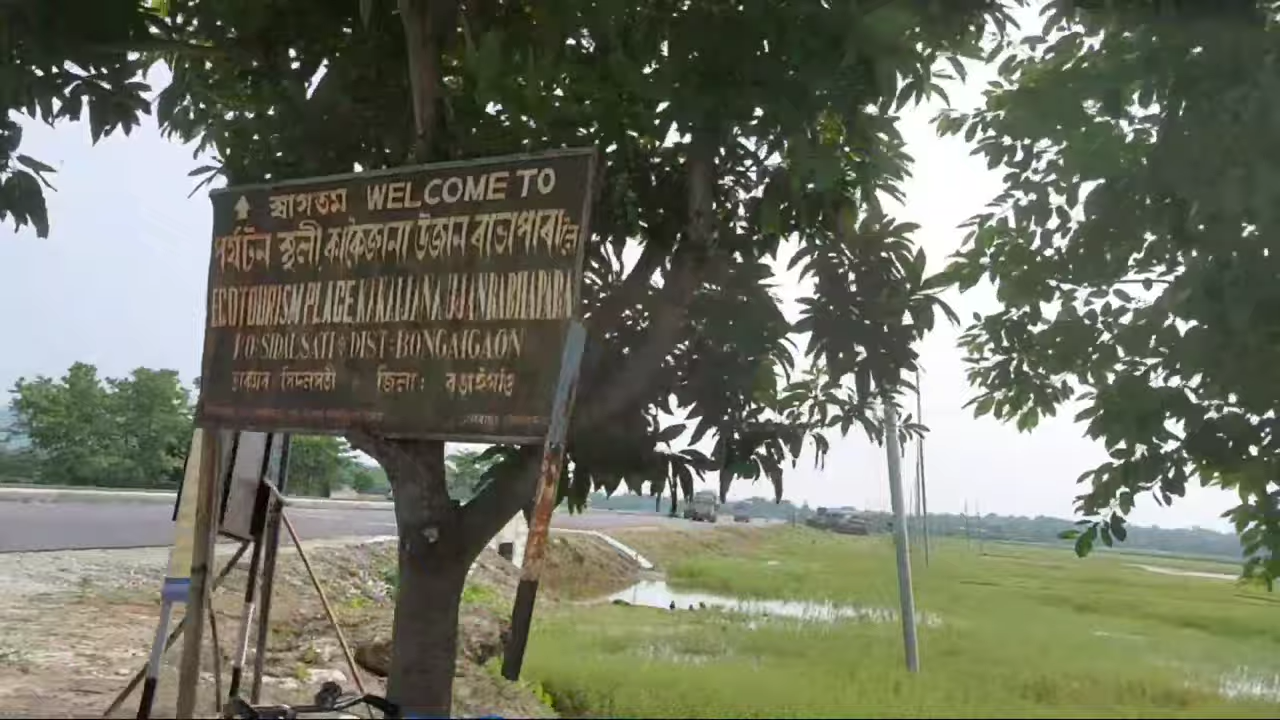 স্বাগতম WELCOME TO
পৰ্যটন স্থলী কাকৈজানা উজান ৰাভাপাৰা
ECOTOURISM PLACE KAKAIJANA UJANRABHAPARA
P/O:-SIDALSATI DIST-BONGAIGAON
ডাকঘৰ চিদলসতী জিলা: বঙাইগাঁও